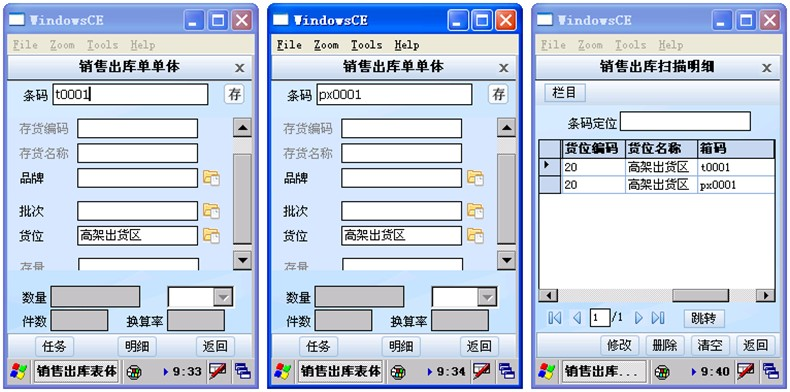 WindowsCE
File Zoom Tools Help
销售出库单单体 x
条码 t0001 存
存货编码
存货名称
品牌
批次
货位 高架出货区
存量
数量
件数 换算率
任务 明细 返回
销售出库表体 9:33
WindowsCE
File Zoom Tools Help
销售出库单单体 x
条码 px0001 存
存货编码
存货名称
品牌
批次
货位 高架出货区
存量
数量
件数 换算率
任务 明细 返回
销售出库表体 9:34
WindowsCE
File Zoom Tools Help
销售出库扫描明细 x
栏目
条码定位
货位编码 货位名称 箱码
20 高架出货区 t0001
20 高架出货区 px0001
1 /1 跳转
修改 删除 清空 返回
销售出库... 9:40